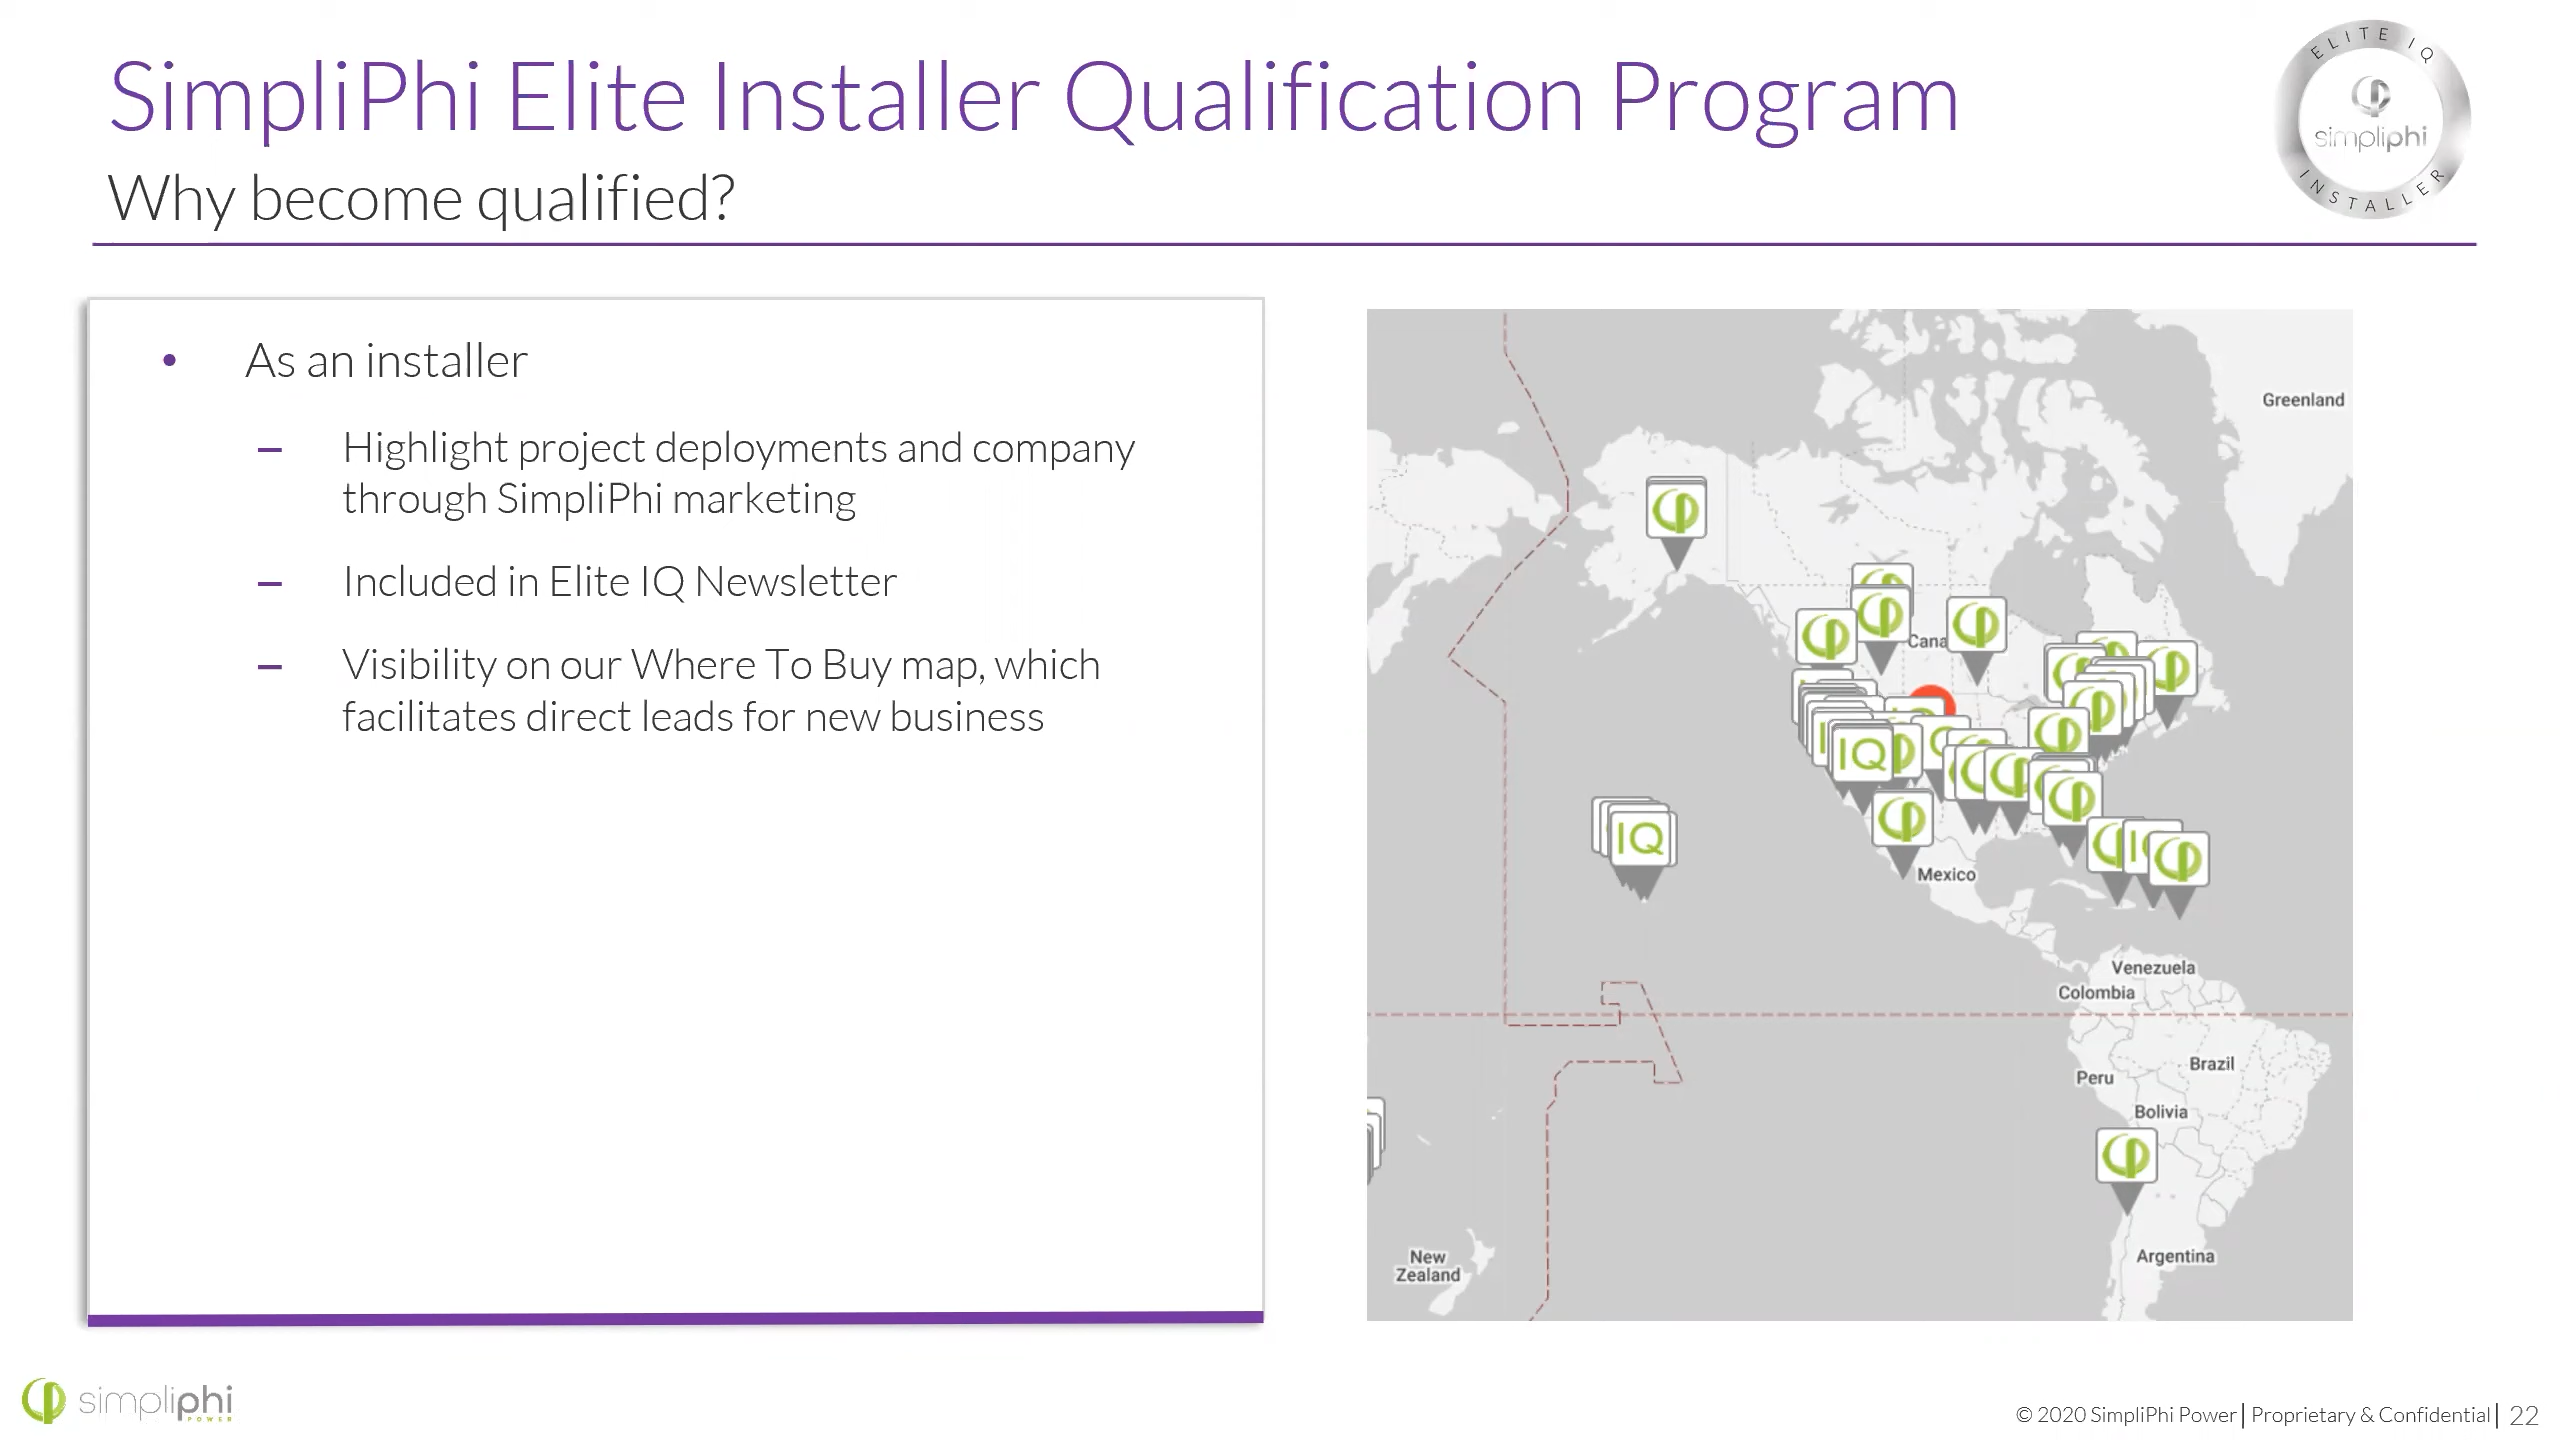 SimpliPhi Elite Installer Qualification Program
Why become qualified?
ELITE IQ
simpliphi
INSTALLER
• As an installer
– Highlight project deployments and company
through SimpliPhi marketing
– Included in Elite IQ Newsletter
– Visibility on our Where To Buy map, which
facilitates direct leads for new business
Greenland
Cana
IQ
IQ
Mexico
Venezuela
Colombia
Brazil
Peru
Bolivia
New
Zealand
Argentina
simpliphi
POWER
© 2020 SimpliPhi Power| Proprietary & Confidential| 22